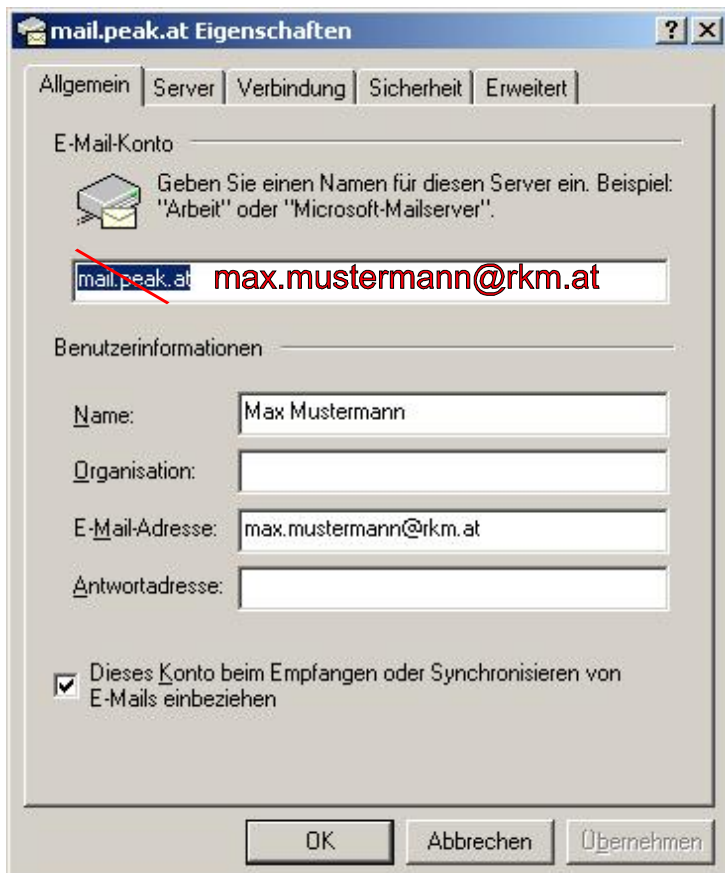 mail.peak.at Eigenschaften
Allgemein Server Verbindung Sicherheit Erweitert
E-Mail-Konto
Geben Sie einen Namen für diesen Server ein. Beispiel:
"Arbeit" oder "Microsoft-Mailserver".
mail.peak.at max.mustermann@rkm.at
Benutzerinformationen
Name: Max Mustermann
Organisation:
E-Mail-Adresse: max.mustermann@rkm.at
Antwortadresse:
Dieses Konto beim Empfangen oder Synchronisieren von
E-Mails einbeziehen
OK Abbrechen Übernehmen